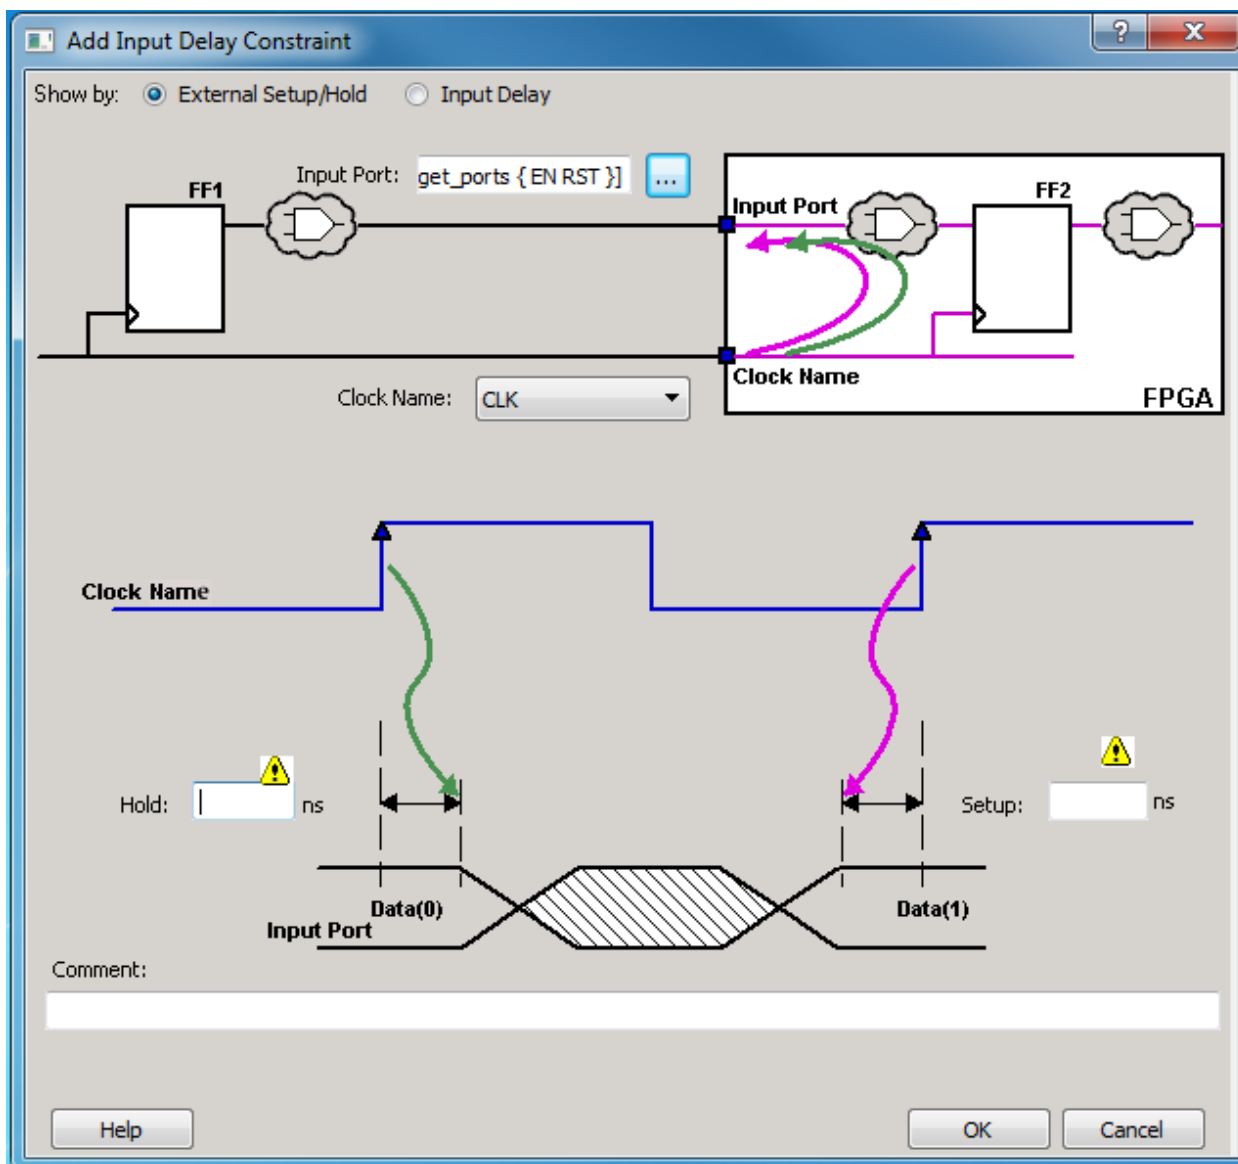 Add Input Delay Constraint
Show by: External Setup/Hold Input Delay
Input Port: get_ports { EN RST }] ...
FF1
Input Port
FF2
Clock Name
Clock Name: CLK
FPGA
Clock Name
Hold: ns
Setup: ns
Data(0)
Data(1)
Input Port
Comment:
Help OK Cancel